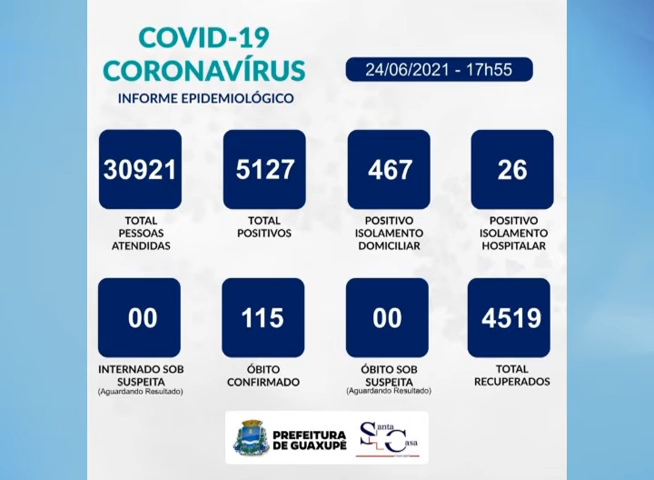 COVID-19
CORONAVÍRUS
INFORME EPIDEMIOLÓGICO
24/06/2021 - 17h55
30921
TOTAL
PESSOAS
ATENDIDAS
5127
TOTAL
POSITIVOS
467
POSITIVO
ISOLAMENTO
DOMICILIAR
26
POSITIVO
ISOLAMENTO
HOSPITALAR
00
INTERNADO SOB
SUSPEITA
(Aguardando Resultado)
115
ÓBITO
CONFIRMADO
00
ÓBITO SOB
SUSPEITA
(Aguardando Resultado)
4519
TOTAL
RECUPERADOS
PREFEITURA
DE GUAXUPÉ
Santa
Casa